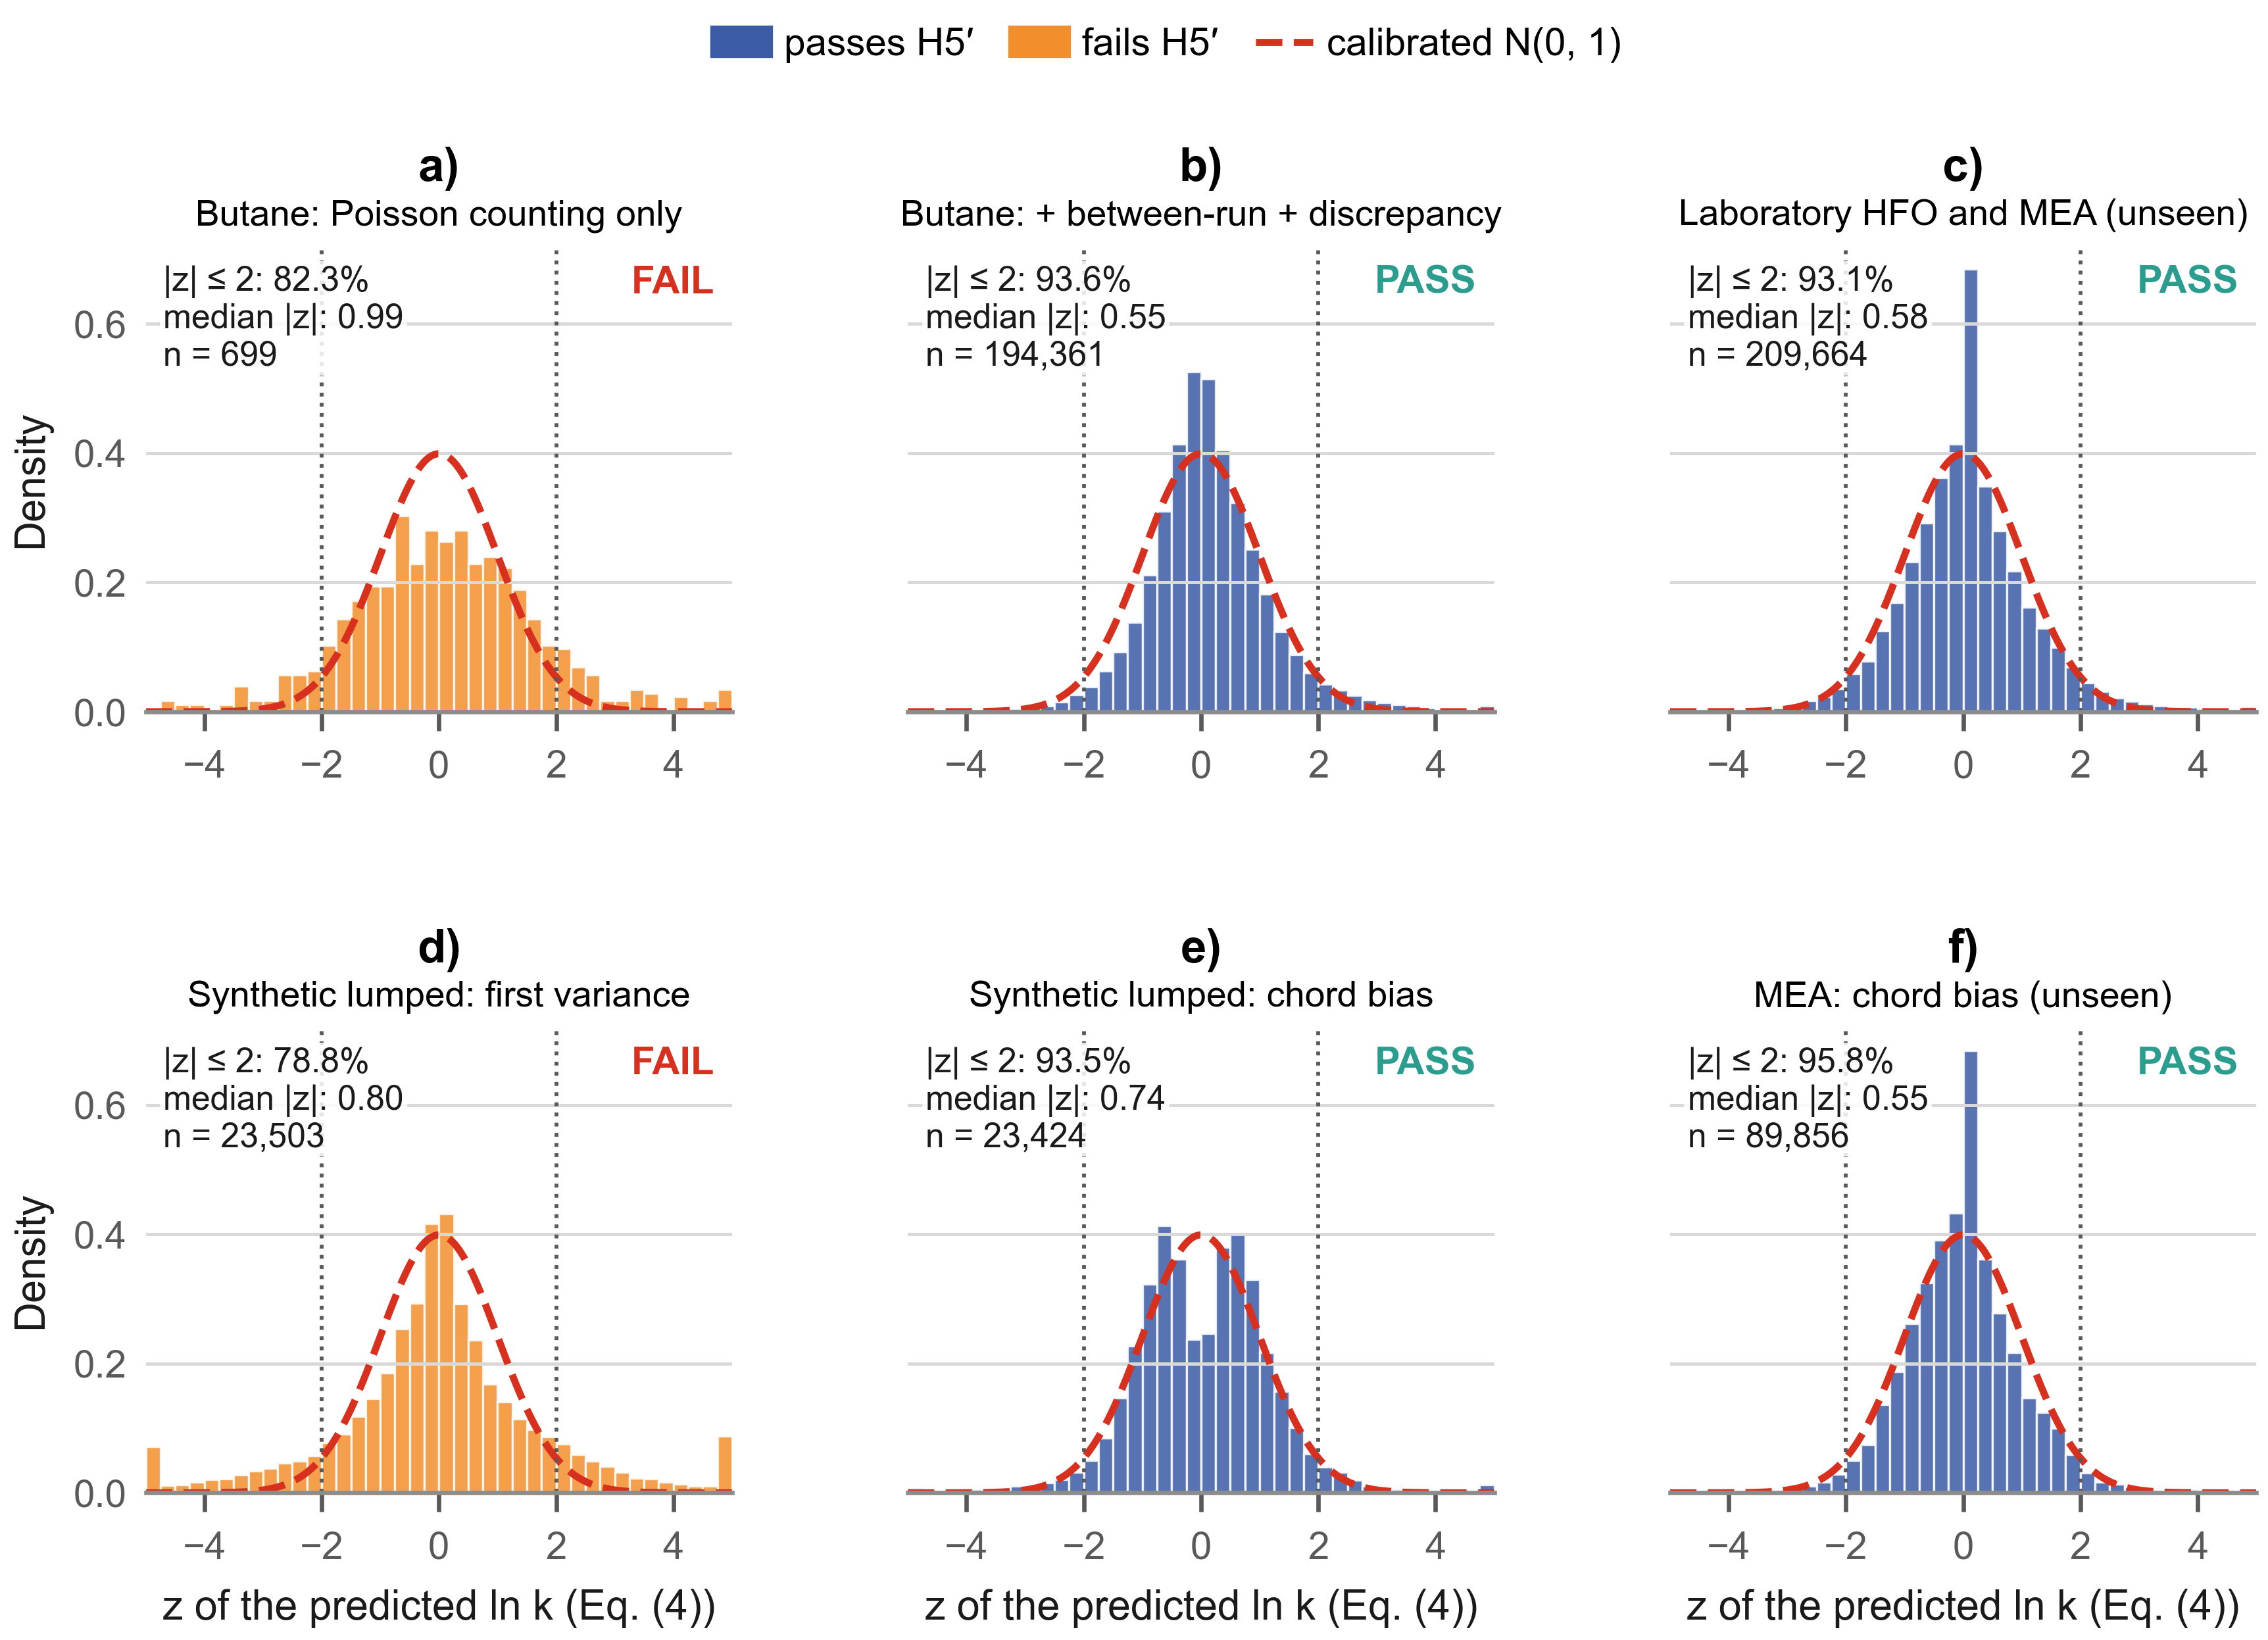 passes H5′ fails H5′ calibrated N(0, 1)
a)
Butane: Poisson counting only
|z| ≤ 2: 82.3%
median |z|: 0.99
n = 699
FAIL
Density
0.6
0.4
0.2
0.0
−4 −2 0 2 4
b)
Butane: + between-run + discrepancy
|z| ≤ 2: 93.6%
median |z|: 0.55
n = 194,361
PASS
−4 −2 0 2 4
c)
Laboratory HFO and MEA (unseen)
|z| ≤ 2: 93.1%
median |z|: 0.58
n = 209,664
PASS
−4 −2 0 2 4
d)
Synthetic lumped: first variance
|z| ≤ 2: 78.8%
median |z|: 0.80
n = 23,503
FAIL
Density
0.6
0.4
0.2
0.0
−4 −2 0 2 4
z of the predicted ln k (Eq. (4))
e)
Synthetic lumped: chord bias
|z| ≤ 2: 93.5%
median |z|: 0.74
n = 23,424
PASS
−4 −2 0 2 4
z of the predicted ln k (Eq. (4))
f)
MEA: chord bias (unseen)
|z| ≤ 2: 95.8%
median |z|: 0.55
n = 89,856
PASS
−4 −2 0 2 4
z of the predicted ln k (Eq. (4))